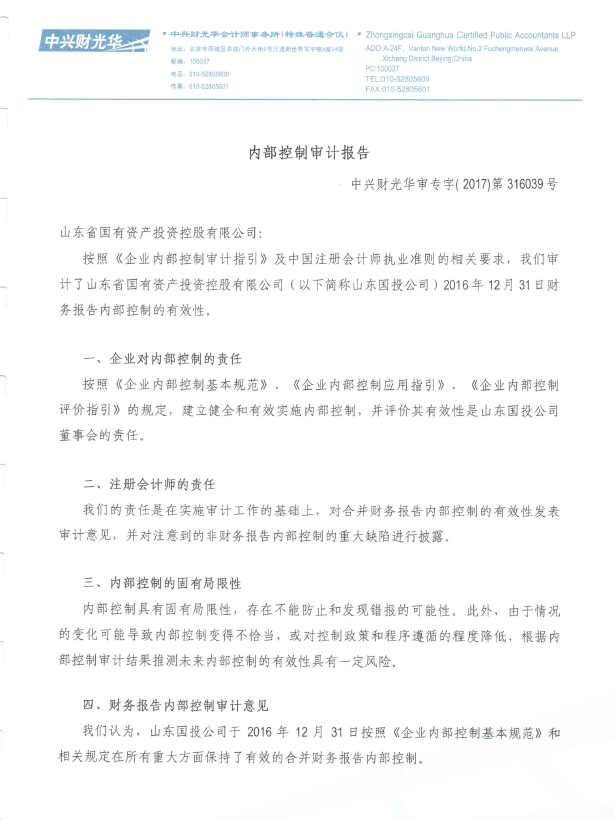 中兴财光华
• 中兴财光华会计师事务所(特殊普通合伙)
地址：北京市西城区阜成门外大街2号万通新世界写字楼A座24层
邮编：100037
电话：010-52805600
传真：010-52805601
• Zhongxingcai Guanghua Certified Public Accountants LLP
ADD:A-24F，Vanton New World,No.2 Fuchengmenwai Avenue,
Xicheng District,Beijing,China
PC:100037
TEL:010-52805600
FAX:010-52805601
内部控制审计报告
中兴财光华审专字( 2017)第 316039 号
山东省国有资产投资控股有限公司:
按照《企业内部控制审计指引》及中国注册会计师执业准则的相关要求，我们审
计了山东省国有资产投资控股有限公司（以下简称山东国投公司）2016 年 12 月 31 日财
务报告内部控制的有效性。
一、企业对内部控制的责任
按照《企业内部控制基本规范》、《企业内部控制应用指引》、《企业内部控制
评价指引》的规定，建立健全和有效实施内部控制，并评价其有效性是山东国投公司
董事会的责任。
二、注册会计师的责任
我们的责任是在实施审计工作的基础上，对合并财务报告内部控制的有效性发表
审计意见，并对注意到的非财务报告内部控制的重大缺陷进行披露。
三、内部控制的固有局限性
内部控制具有固有局限性，存在不能防止和发现错报的可能性。此外，由于情况
的变化可能导致内部控制变得不恰当，或对控制政策和程序遵循的程度降低，根据内
部控制审计结果推测未来内部控制的有效性具有一定风险。
四、财务报告内部控制审计意见
我们认为，山东国投公司于 2016 年 12 月 31 日按照《企业内部控制基本规范》和
相关规定在所有重大方面保持了有效的合并财务报告内部控制。